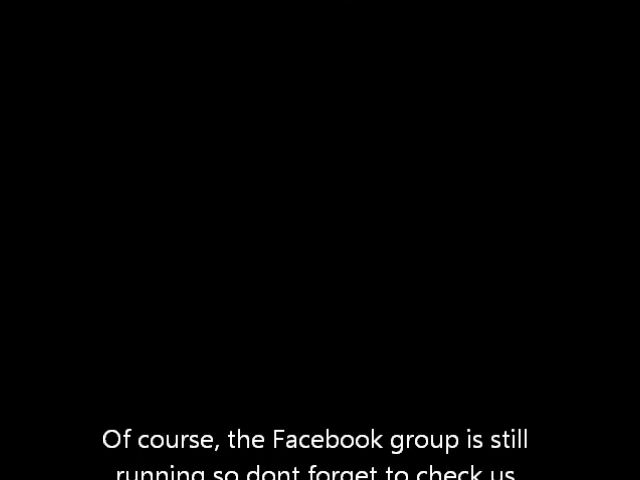 Of course, the Facebook group is still
running so dont forget to check us